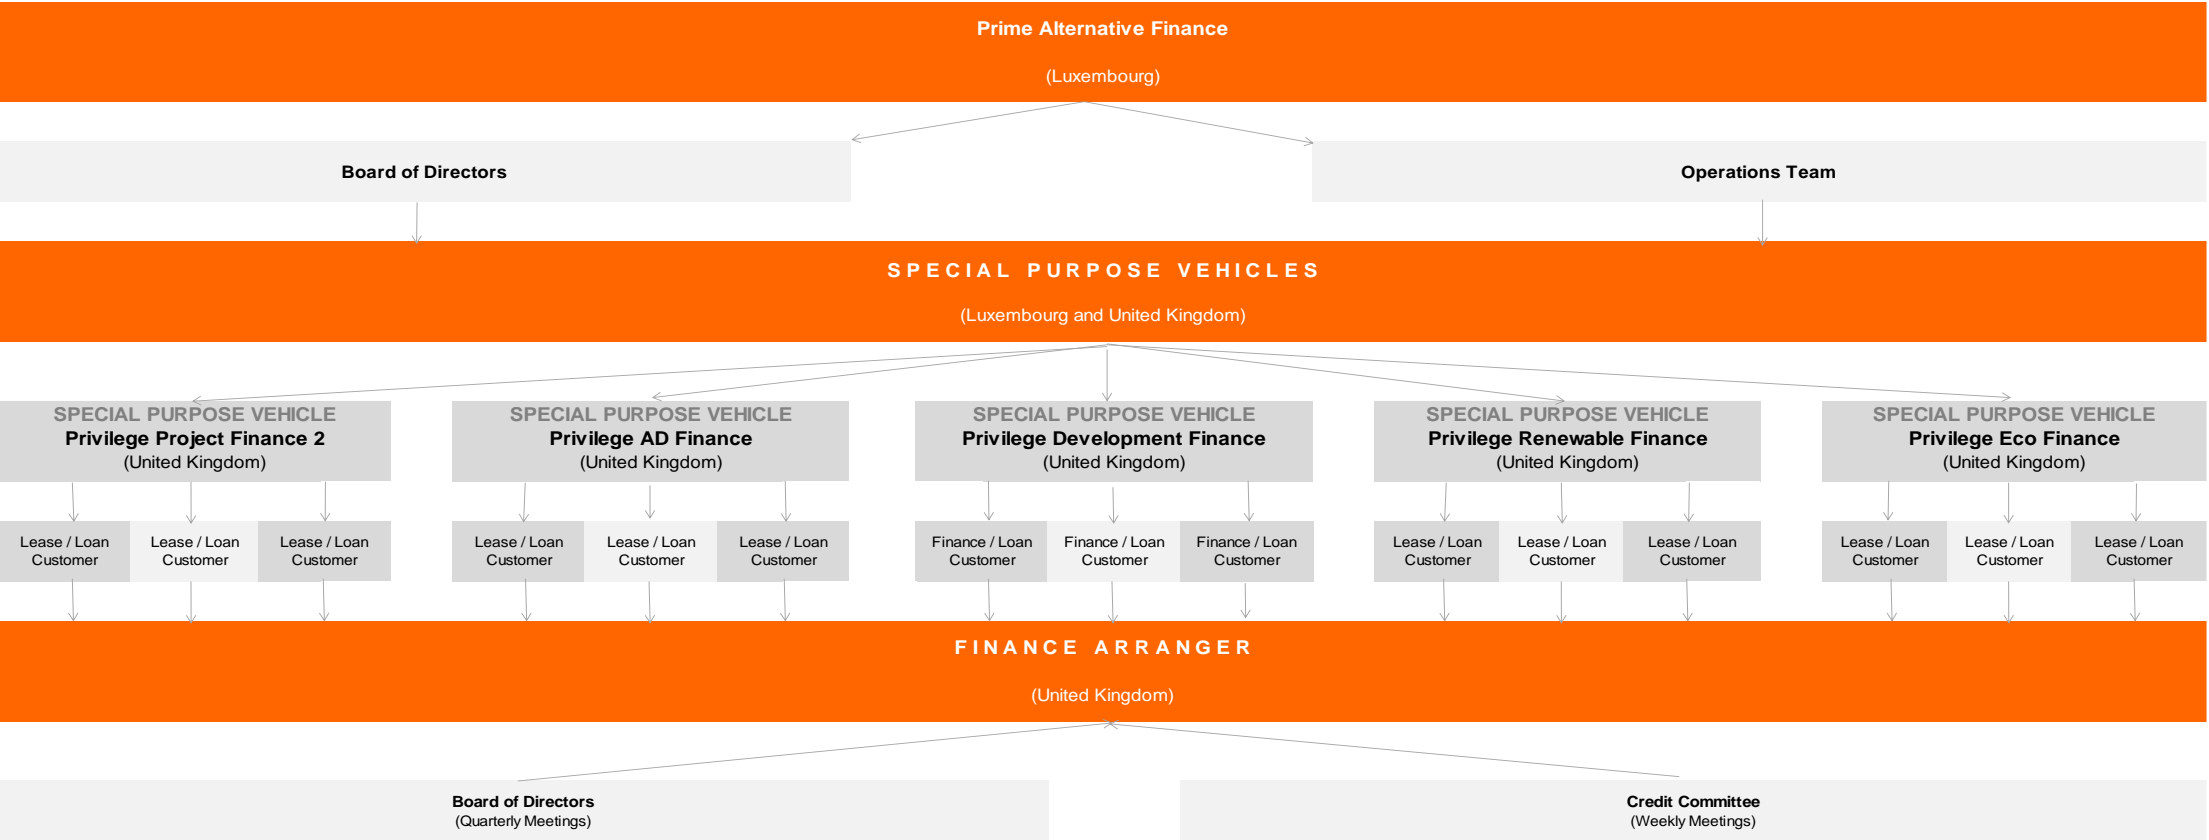 Prime Alternative Finance
(Luxembourg)
Board of Directors
Operations Team
SPECIAL PURPOSE VEHICLES
(Luxembourg and United Kingdom)
SPECIAL PURPOSE VEHICLE
Privilege Project Finance 2
(United Kingdom)
SPECIAL PURPOSE VEHICLE
Privilege AD Finance
(United Kingdom)
SPECIAL PURPOSE VEHICLE
Privilege Development Finance
(United Kingdom)
SPECIAL PURPOSE VEHICLE
Privilege Renewable Finance
(United Kingdom)
SPECIAL PURPOSE VEHICLE
Privilege Eco Finance
(United Kingdom)
Lease / Loan
Customer
Lease / Loan
Customer
Lease / Loan
Customer
Lease / Loan
Customer
Lease / Loan
Customer
Lease / Loan
Customer
Finance / Loan
Customer
Finance / Loan
Customer
Finance / Loan
Customer
Lease / Loan
Customer
Lease / Loan
Customer
Lease / Loan
Customer
Lease / Loan
Customer
Lease / Loan
Customer
Lease / Loan
Customer
FINANCE ARRANGER
(United Kingdom)
Board of Directors
(Quarterly Meetings)
Credit Committee
(Weekly Meetings)